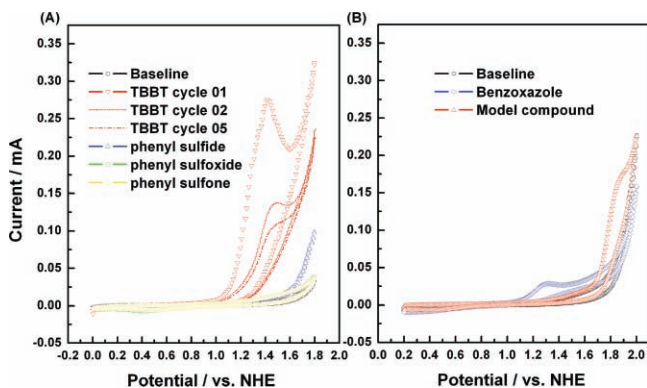 (A)
0.35
0.30
0.25
0.20
0.15
0.10
0.05
0.00
-0.05
Current / mA
Baseline
TBBT cycle 01
TBBT cycle 02
TBBT cycle 05
phenyl sulfide
phenyl sulfoxide
phenyl sulfone
-0.2 0.0 0.2 0.4 0.6 0.8 1.0 1.2 1.4 1.6 1.8 2.0
Potential / vs. NHE
(B)
0.35
0.30
0.25
0.20
0.15
0.10
0.05
0.00
-0.05
Baseline
Benzoxazole
Model compound
0.2 0.4 0.6 0.8 1.0 1.2 1.4 1.6 1.8 2.0
Potential / vs. NHE